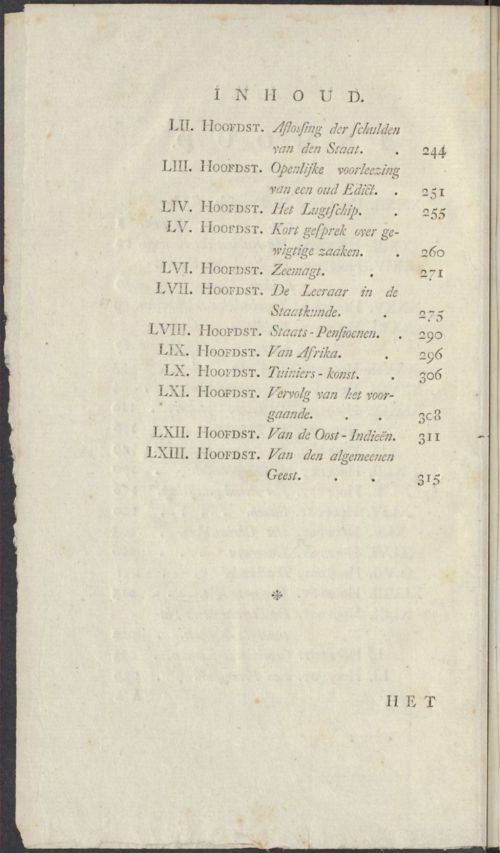 I N H O U D.
LII. HOOFDST. Aflosſing der ſchulden
van den Staat. . 244
LIII. HOOFDST. Openlijke voorleezing
van een oud Edict. . 251
LIV. HOOFDST. Het Lugtſchip. . 255
LV. HOOFDST. Kort geſprek over ge-
wigtige zaaken. . 260
LVI. HOOFDST. Zeemagt. . 271
LVII. HOOFDST. De Leeraar in de
Staatkunde. . 275
LVIII. HOOFDST. Staats-Penſioenen. . 290
LIX. HOOFDST. Van Afrika. . 296
LX. HOOFDST. Tuiniers-konst. . 306
LXI. HOOFDST. Vervolg van het voor-
gaande. . . 308
LXII. HOOFDST. Van de Oost-Indieën. 311
LXIII. HOOFDST. Van den algemeenen
Geest. . . 315
H E T